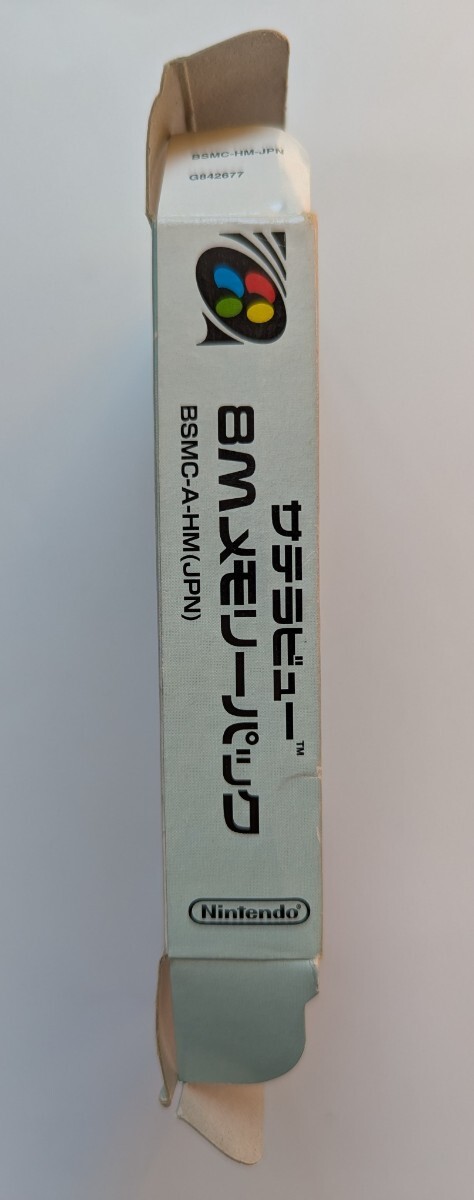 BSMC-HM-JPN
G842677
サテラビュー™
8Mメモリーパック
BSMC-A-HM(JPN)
Nintendo®